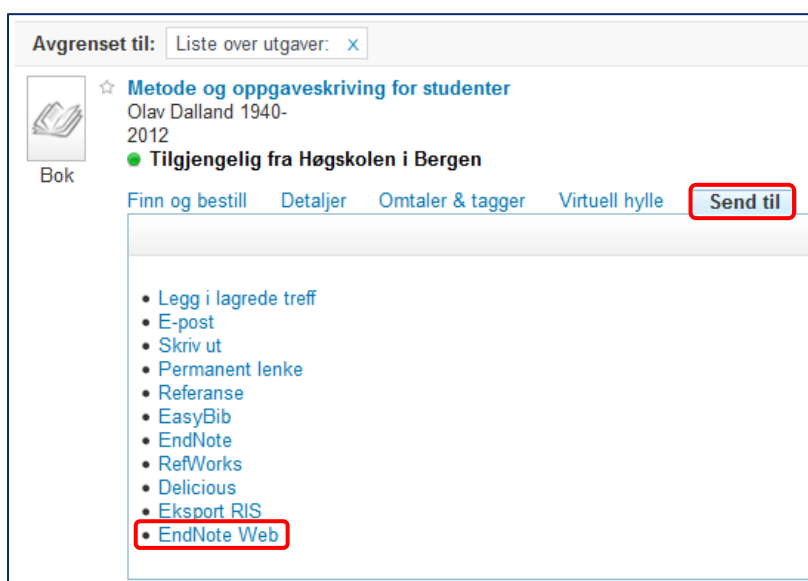 Avgrenset til: Liste over utgaver: x
Metode og oppgaveskriving for studenter
Olav Dalland 1940-
2012
Tilgjengelig fra Høgskolen i Bergen
Bok
Finn og bestill Detaljer Omtaler & tagger Virtuell hylle Send til
• Legg i lagrede treff
• E-post
• Skriv ut
• Permanent lenke
• Referanse
• EasyBib
• EndNote
• RefWorks
• Delicious
• Eksport RIS
• EndNote Web